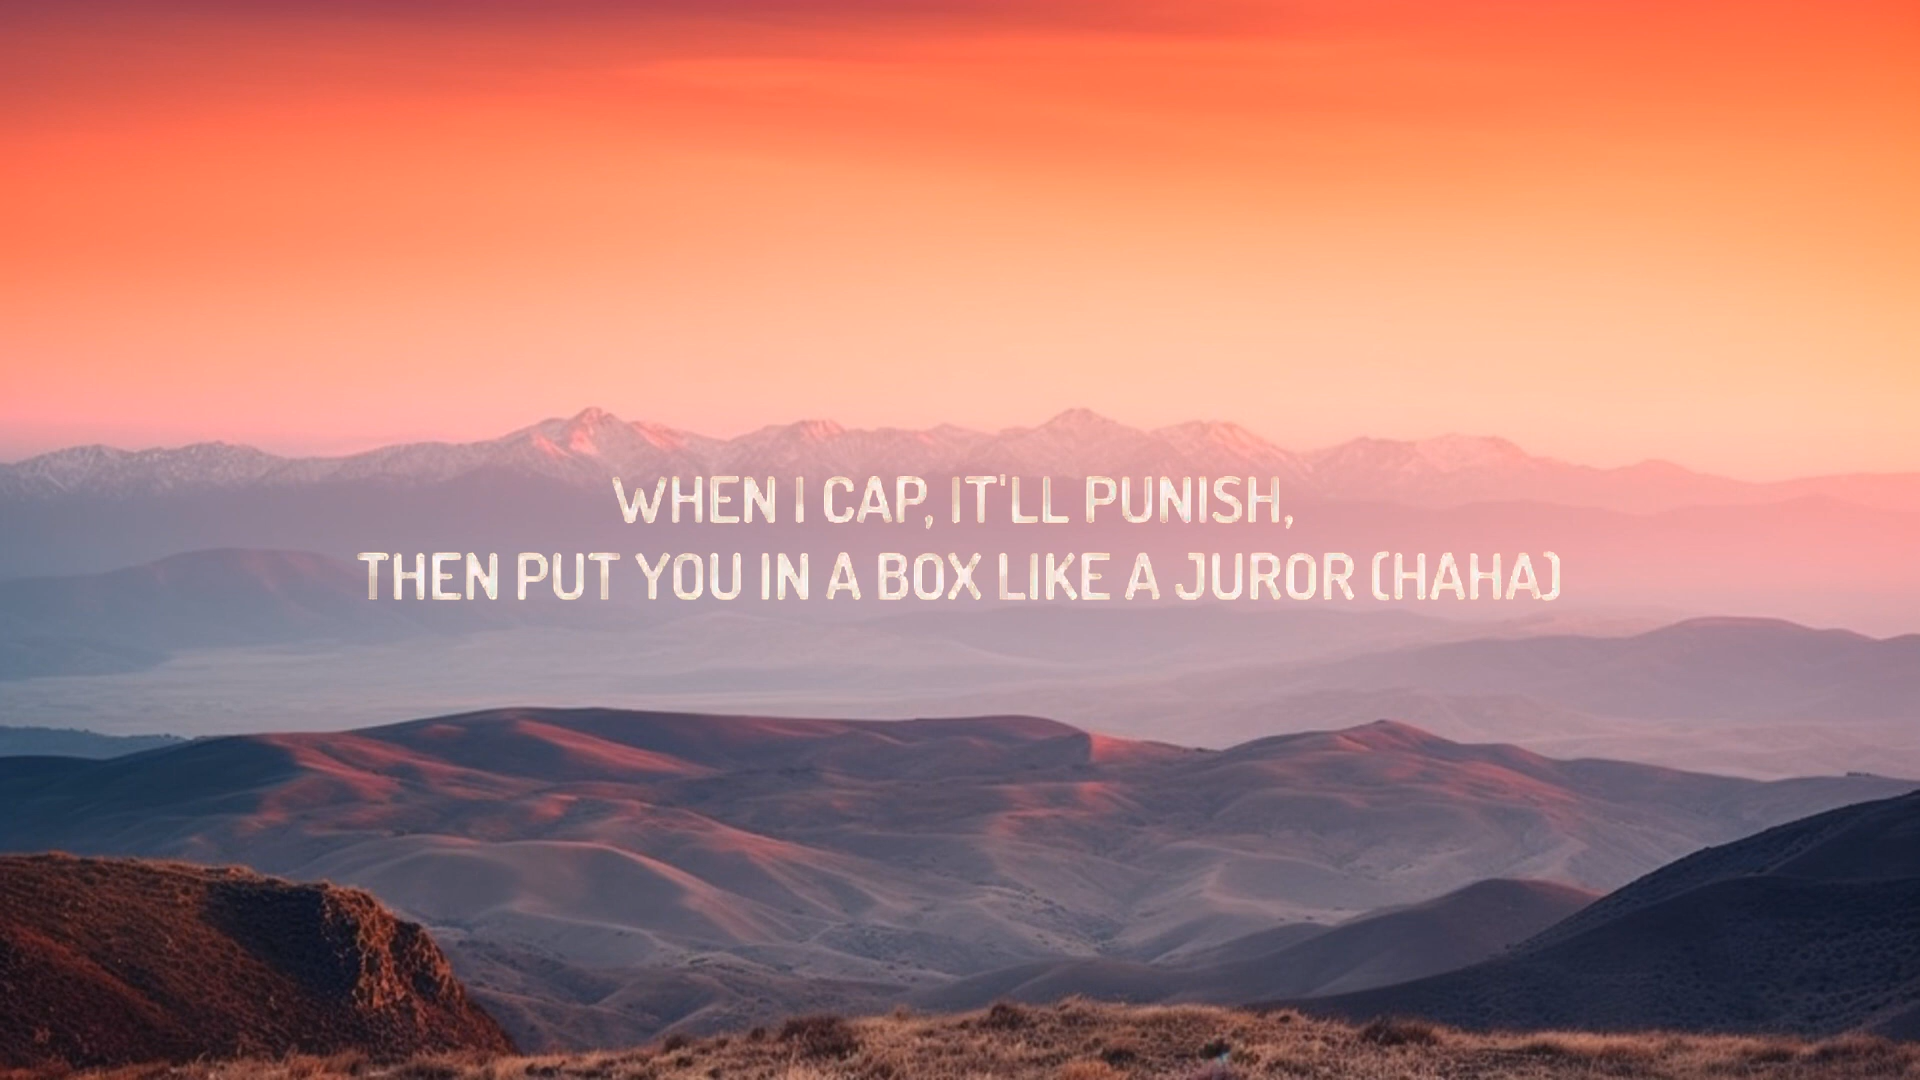 WHEN I CAP, IT'LL PUNISH,
THEN PUT YOU IN A BOX LIKE A JUROR (HAHA)